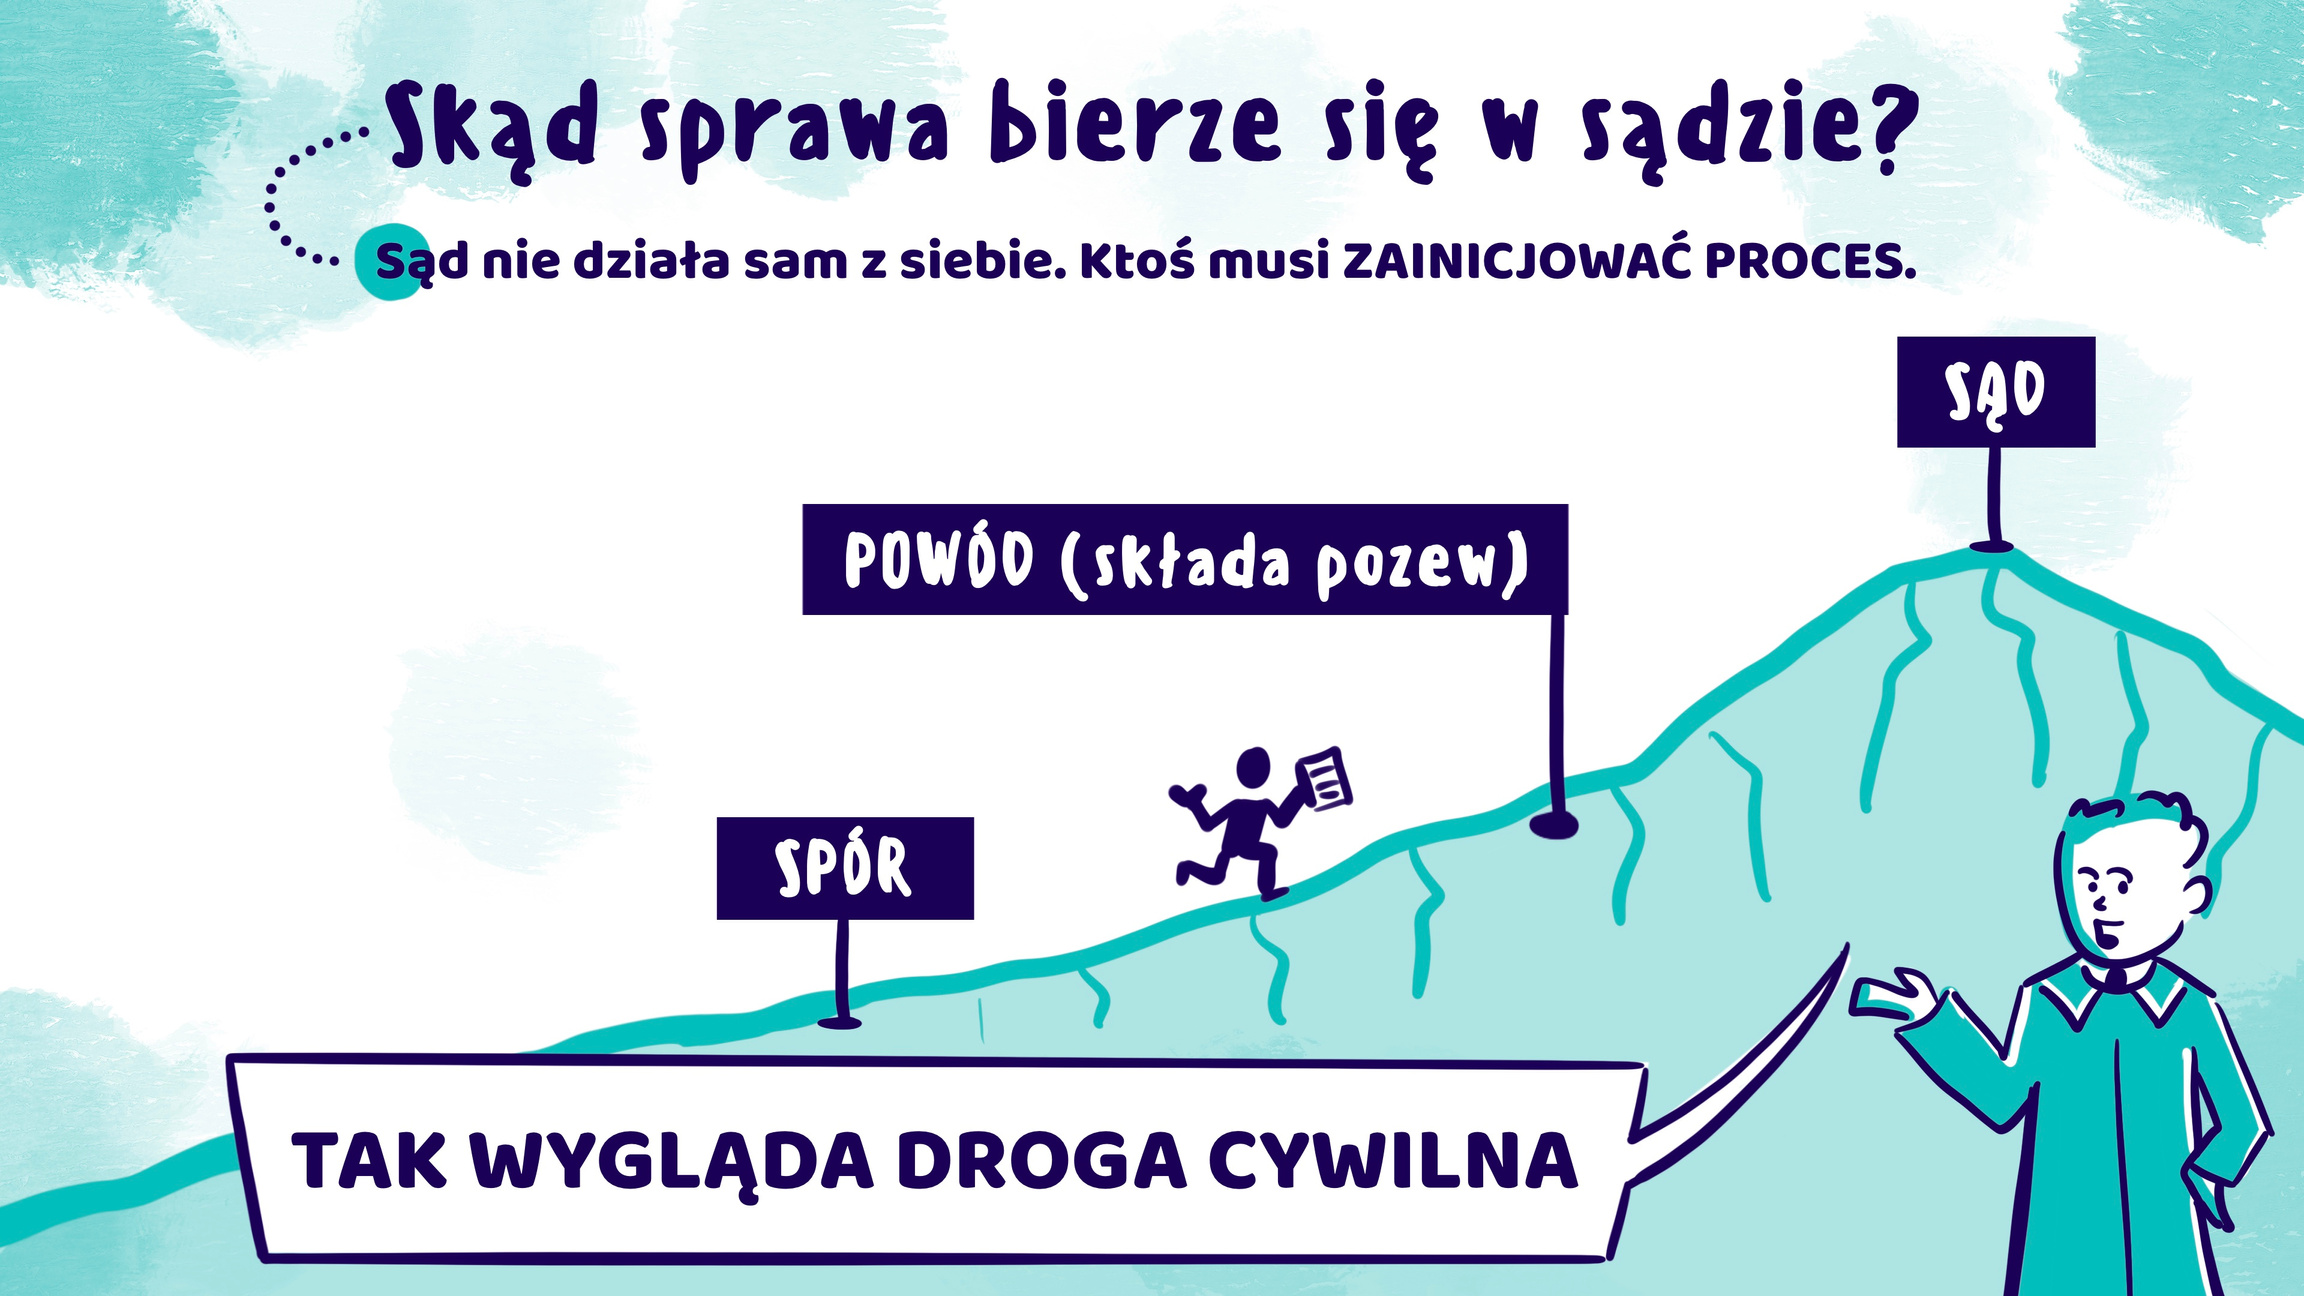 Skąd sprawa bierze się w sądzie?
Sąd nie działa sam z siebie. Ktoś musi ZAINICJOWAĆ PROCES.
SĄD
POWÓD (składa pozew)
SPÓR
TAK WYGLĄDA DROGA CYWILNA